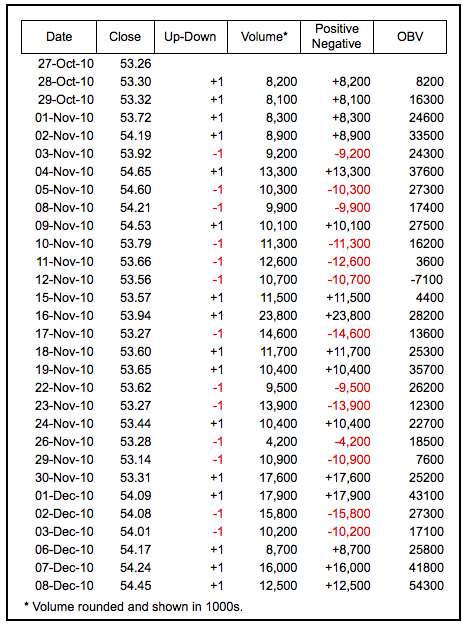 Date Close Up-Down Volume* Positive Negative OBV
27-Oct-10 53.26
28-Oct-10 53.30 +1 8,200 +8,200 8200
29-Oct-10 53.32 +1 8,100 +8,100 16300
01-Nov-10 53.72 +1 8,300 +8,300 24600
02-Nov-10 54.19 +1 8,900 +8,900 33500
03-Nov-10 53.92 -1 9,200 -9,200 24300
04-Nov-10 54.65 +1 13,300 +13,300 37600
05-Nov-10 54.60 -1 10,300 -10,300 27300
08-Nov-10 54.21 -1 9,900 -9,900 17400
09-Nov-10 54.53 +1 10,100 +10,100 27500
10-Nov-10 53.79 -1 11,300 -11,300 16200
11-Nov-10 53.66 -1 12,600 -12,600 3600
12-Nov-10 53.56 -1 10,700 -10,700 -7100
15-Nov-10 53.57 +1 11,500 +11,500 4400
16-Nov-10 53.94 +1 23,800 +23,800 28200
17-Nov-10 53.27 -1 14,600 -14,600 13600
18-Nov-10 53.60 +1 11,700 +11,700 25300
19-Nov-10 53.65 +1 10,400 +10,400 35700
22-Nov-10 53.62 -1 9,500 -9,500 26200
23-Nov-10 53.27 -1 13,900 -13,900 12300
24-Nov-10 53.44 +1 10,400 +10,400 22700
26-Nov-10 53.28 -1 4,200 -4,200 18500
29-Nov-10 53.14 -1 10,900 -10,900 7600
30-Nov-10 53.31 +1 17,600 +17,600 25200
01-Dec-10 54.09 +1 17,900 +17,900 43100
02-Dec-10 54.08 -1 15,800 -15,800 27300
03-Dec-10 54.01 -1 10,200 -10,200 17100
06-Dec-10 54.17 +1 8,700 +8,700 25800
07-Dec-10 54.24 +1 16,000 +16,000 41800
08-Dec-10 54.45 +1 12,500 +12,500 54300
* Volume rounded and shown in 1000s.